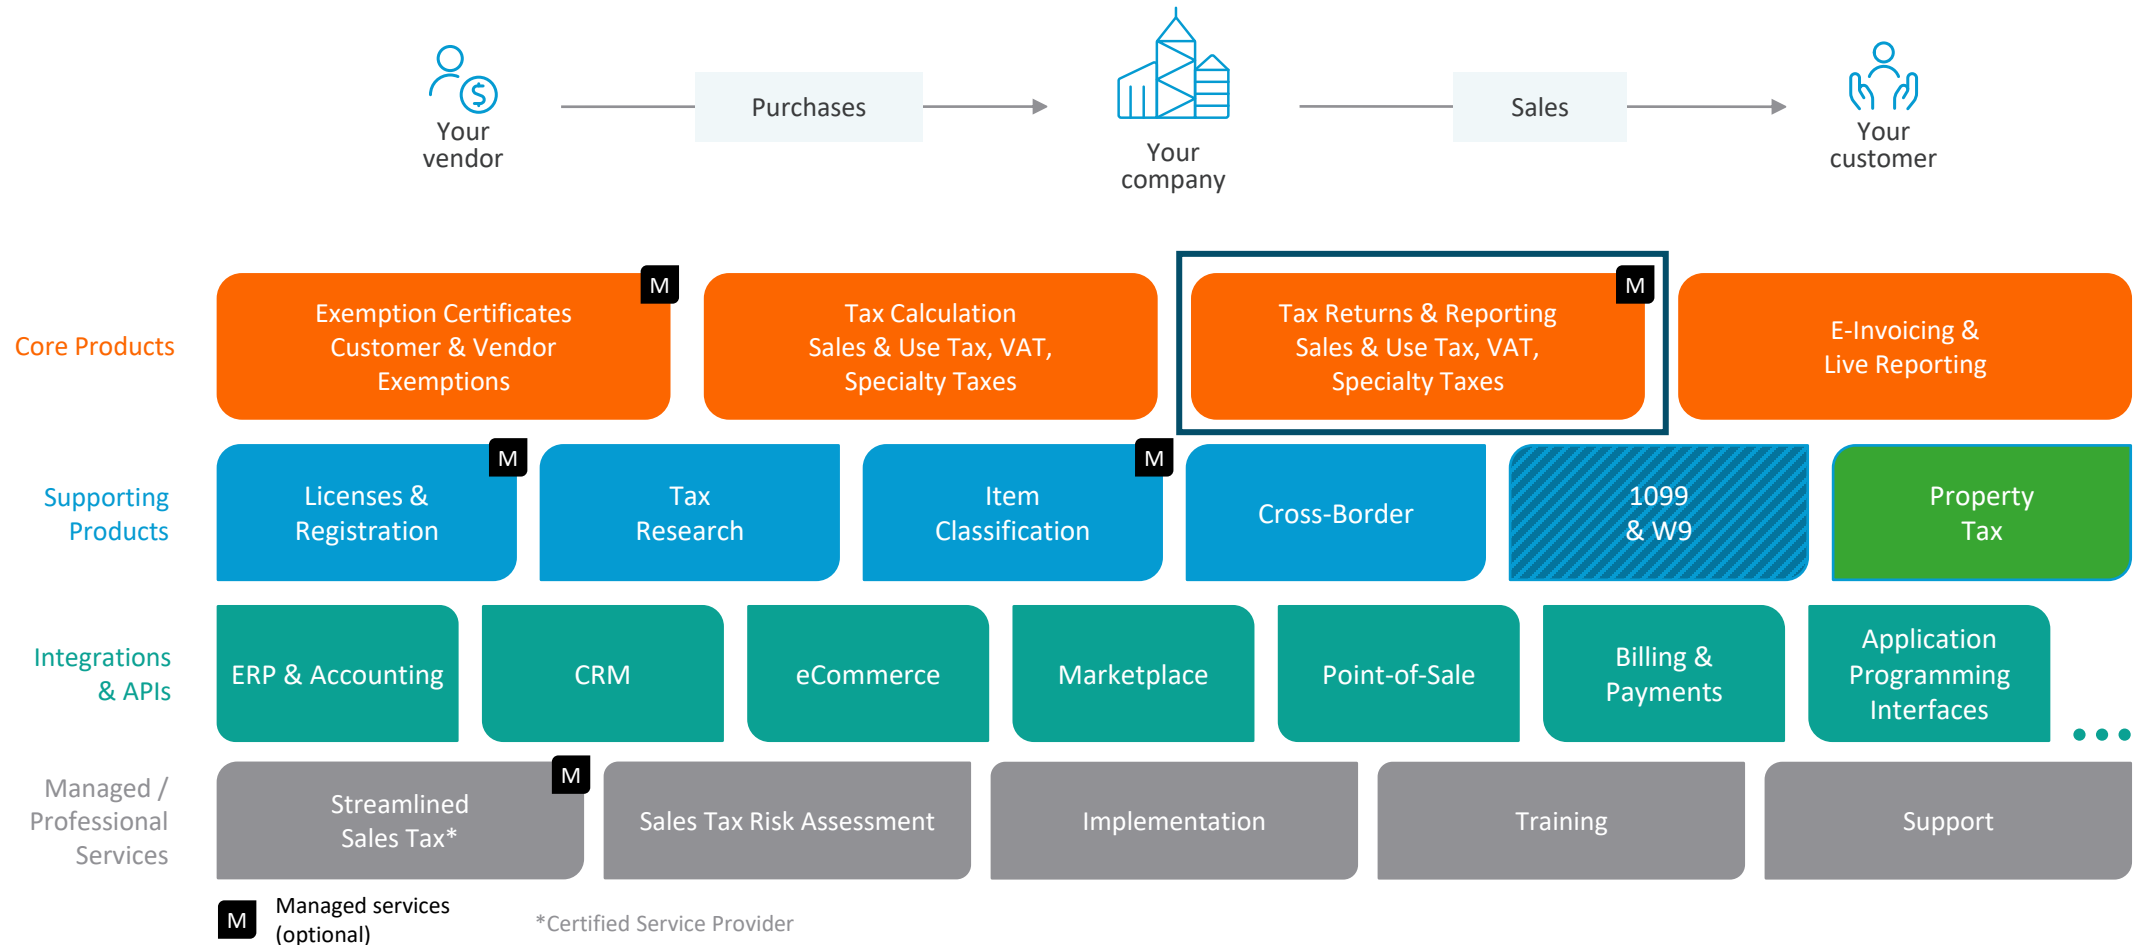 Your
vendor
Purchases
Your
company
Sales
Your
customer
Core Products
Exemption Certificates
Customer & Vendor
Exemptions
M
Tax Calculation
Sales & Use Tax, VAT,
Specialty Taxes
Tax Returns & Reporting
Sales & Use Tax, VAT,
Specialty Taxes
M
E-Invoicing &
Live Reporting
Supporting
Products
Licenses &
Registration
M
Tax
Research
Item
Classification
M
Cross-Border
1099
& W9
Property
Tax
Integrations
& APIs
ERP & Accounting
CRM
eCommerce
Marketplace
Point-of-Sale
Billing &
Payments
Application
Programming
Interfaces
Managed /
Professional
Services
Streamlined
Sales Tax*
M
Sales Tax Risk Assessment
Implementation
Training
Support
M
Managed services
(optional)
*Certified Service Provider